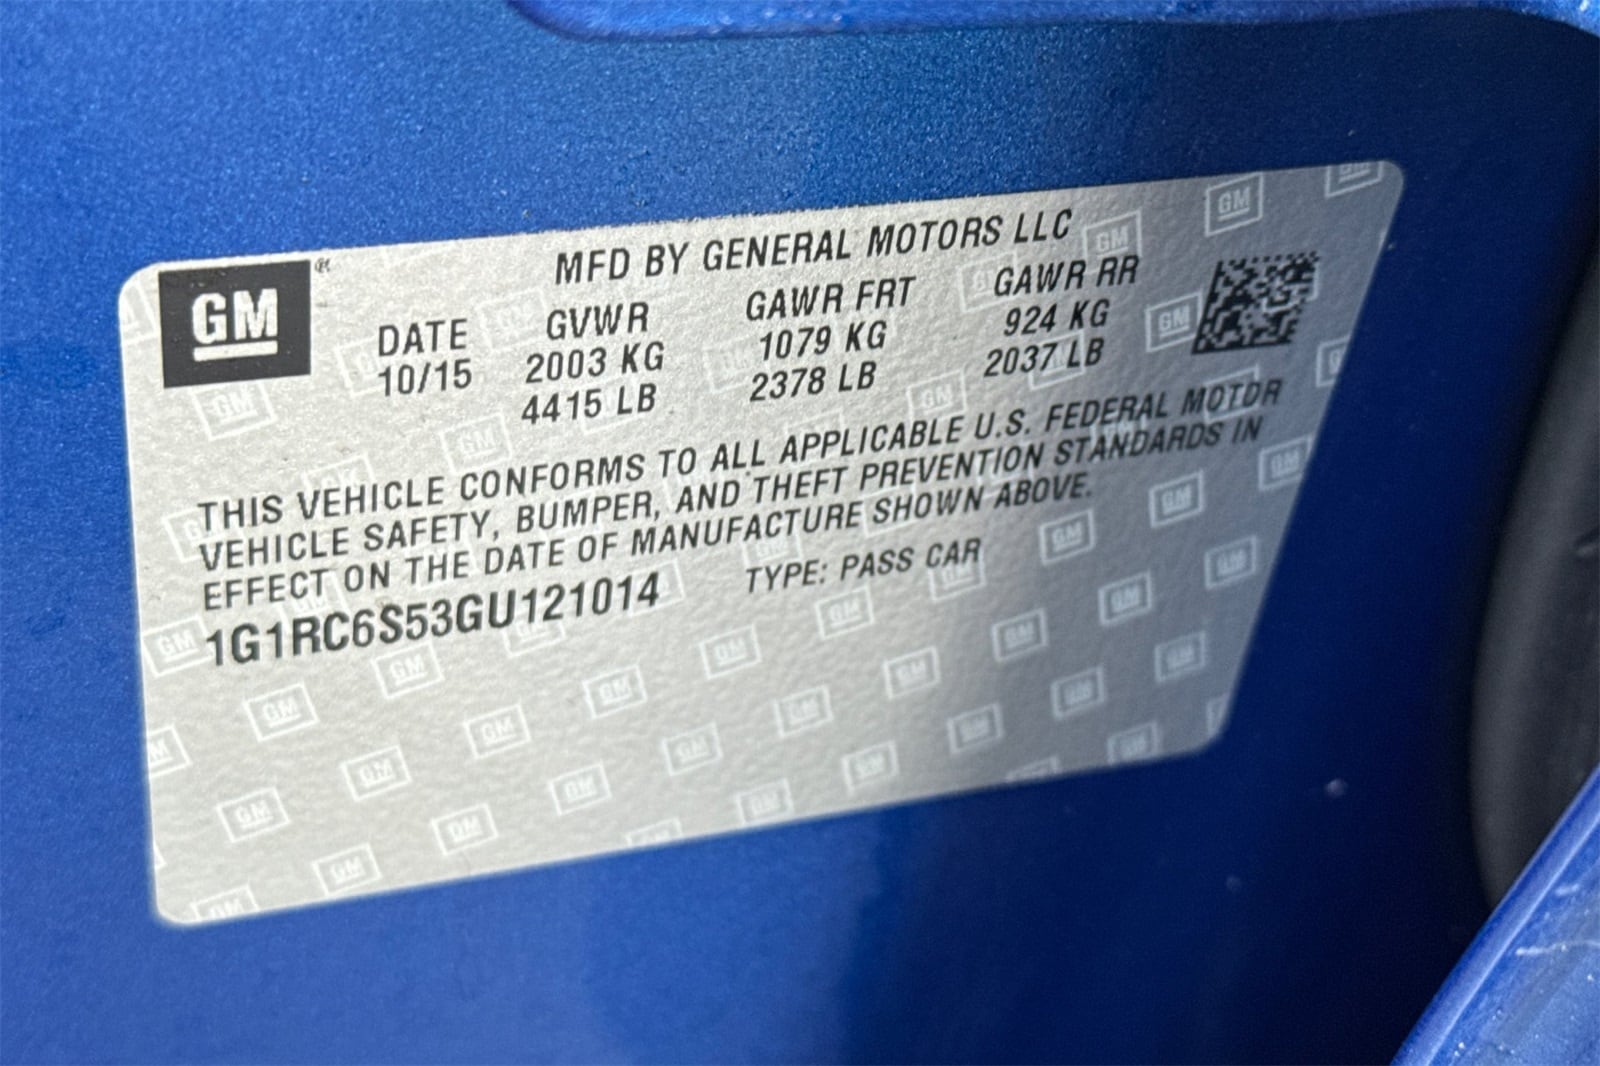 GM
MFD BY GENERAL MOTORS LLC
DATE GVWR GAWR FRT GAWR RR
10/15 2003 KG 1079 KG 924 KG
4415 LB 2378 LB 2037 LB
THIS VEHICLE CONFORMS TO ALL APPLICABLE U.S. FEDERAL MOTOR
VEHICLE SAFETY, BUMPER, AND THEFT PREVENTION STANDARDS IN
EFFECT ON THE DATE OF MANUFACTURE SHOWN ABOVE.
1G1RC6S53GU121014 TYPE: PASS CAR